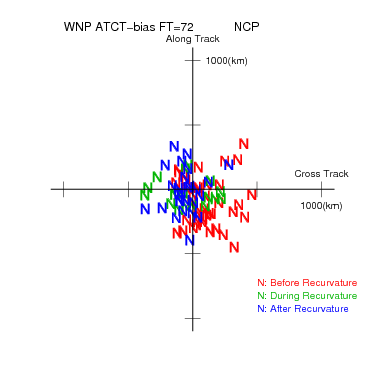 WNP ATCT-bias FT=72 NCP
Along Track
1000(km)
Cross Track
1000(km)
N: Before Recurvature
N: During Recurvature
N: After Recurvature